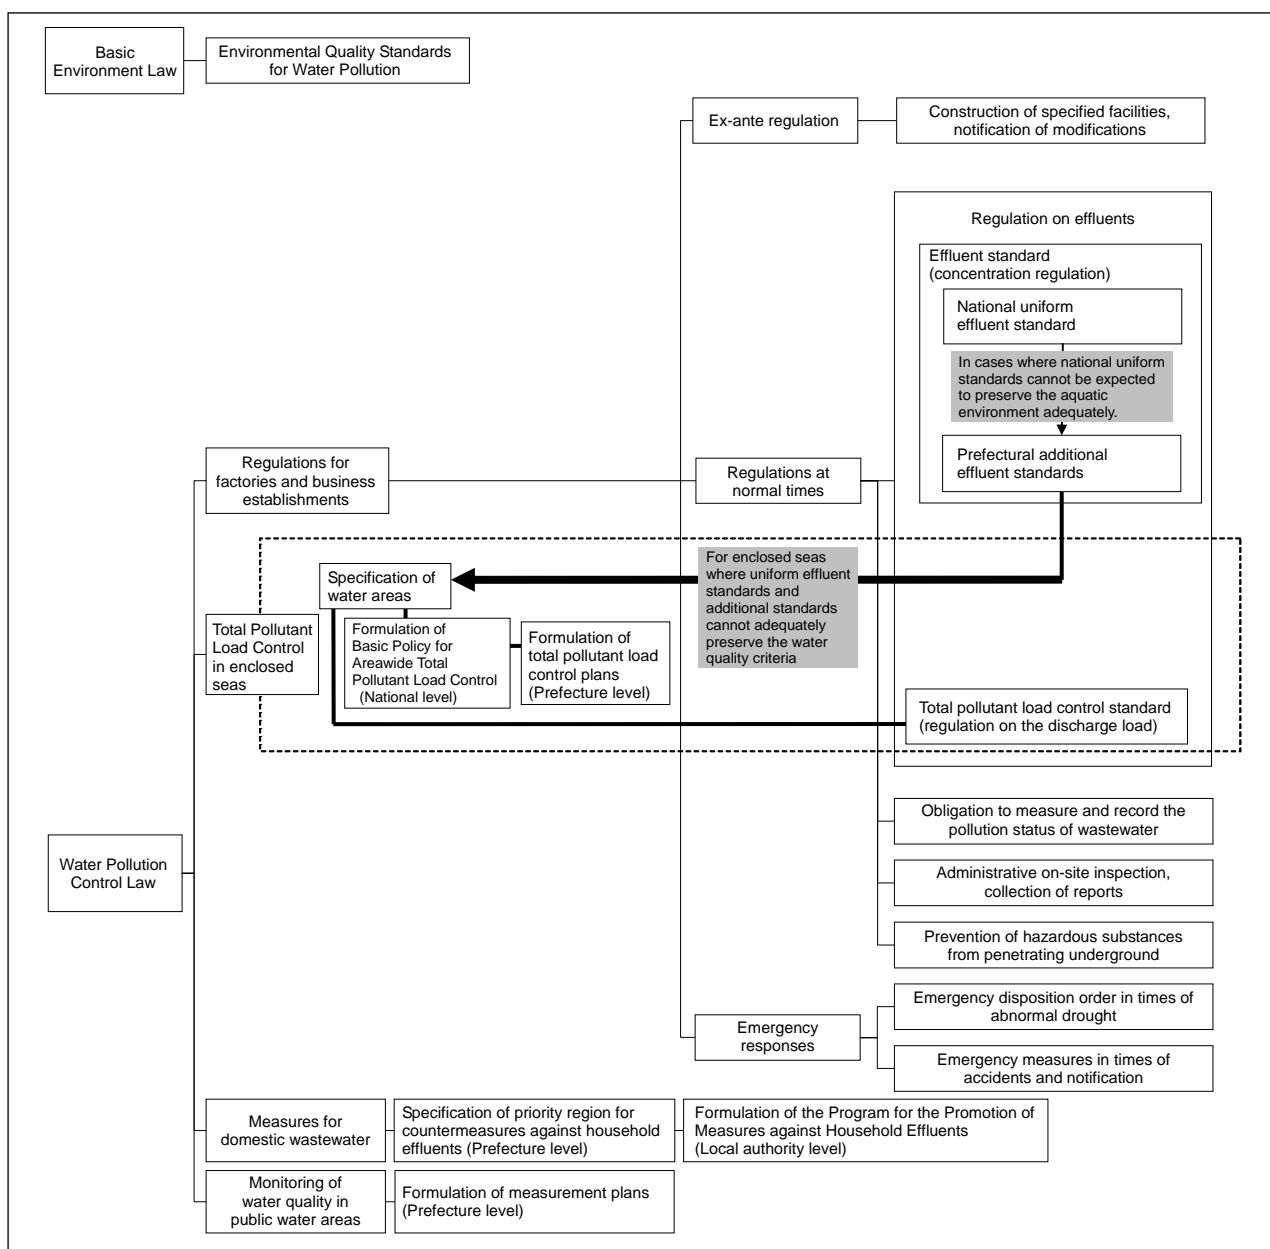 Basic
Environment Law
Environmental Quality Standards
for Water Pollution
Ex-ante regulation
Construction of specified facilities,
notification of modifications
Regulation on effluents
Effluent standard
(concentration regulation)
National uniform
effluent standard
In cases where national uniform
standards cannot be expected
to preserve the aquatic
environment adequately.
Prefectural additional
effluent standards
Regulations for
factories and business
establishments
Regulations at
normal times
For enclosed seas
where uniform effluent
standards and
additional standards
cannot adequately
preserve the water
quality criteria
Specification of
water areas
Total Pollutant
Load Control
in enclosed
seas
Formulation of
Basic Policy for
Areawide Total
Pollutant Load Control
(National level)
Formulation of
total pollutant load
control plans
(Prefecture level)
Total pollutant load control standard
(regulation on the discharge load)
Obligation to measure and record the
pollution status of wastewater
Water Pollution
Control Law
Administrative on-site inspection,
collection of reports
Prevention of hazardous substances
from penetrating underground
Emergency
responses
Emergency disposition order in times of
abnormal drought
Emergency measures in times of
accidents and notification
Measures for
domestic wastewater
Specification of priority region for
countermeasures against household
effluents (Prefecture level)
Formulation of the Program for the Promotion of
Measures against Household Effluents
(Local authority level)
Monitoring of
water quality in
public water areas
Formulation of measurement plans
(Prefecture level)